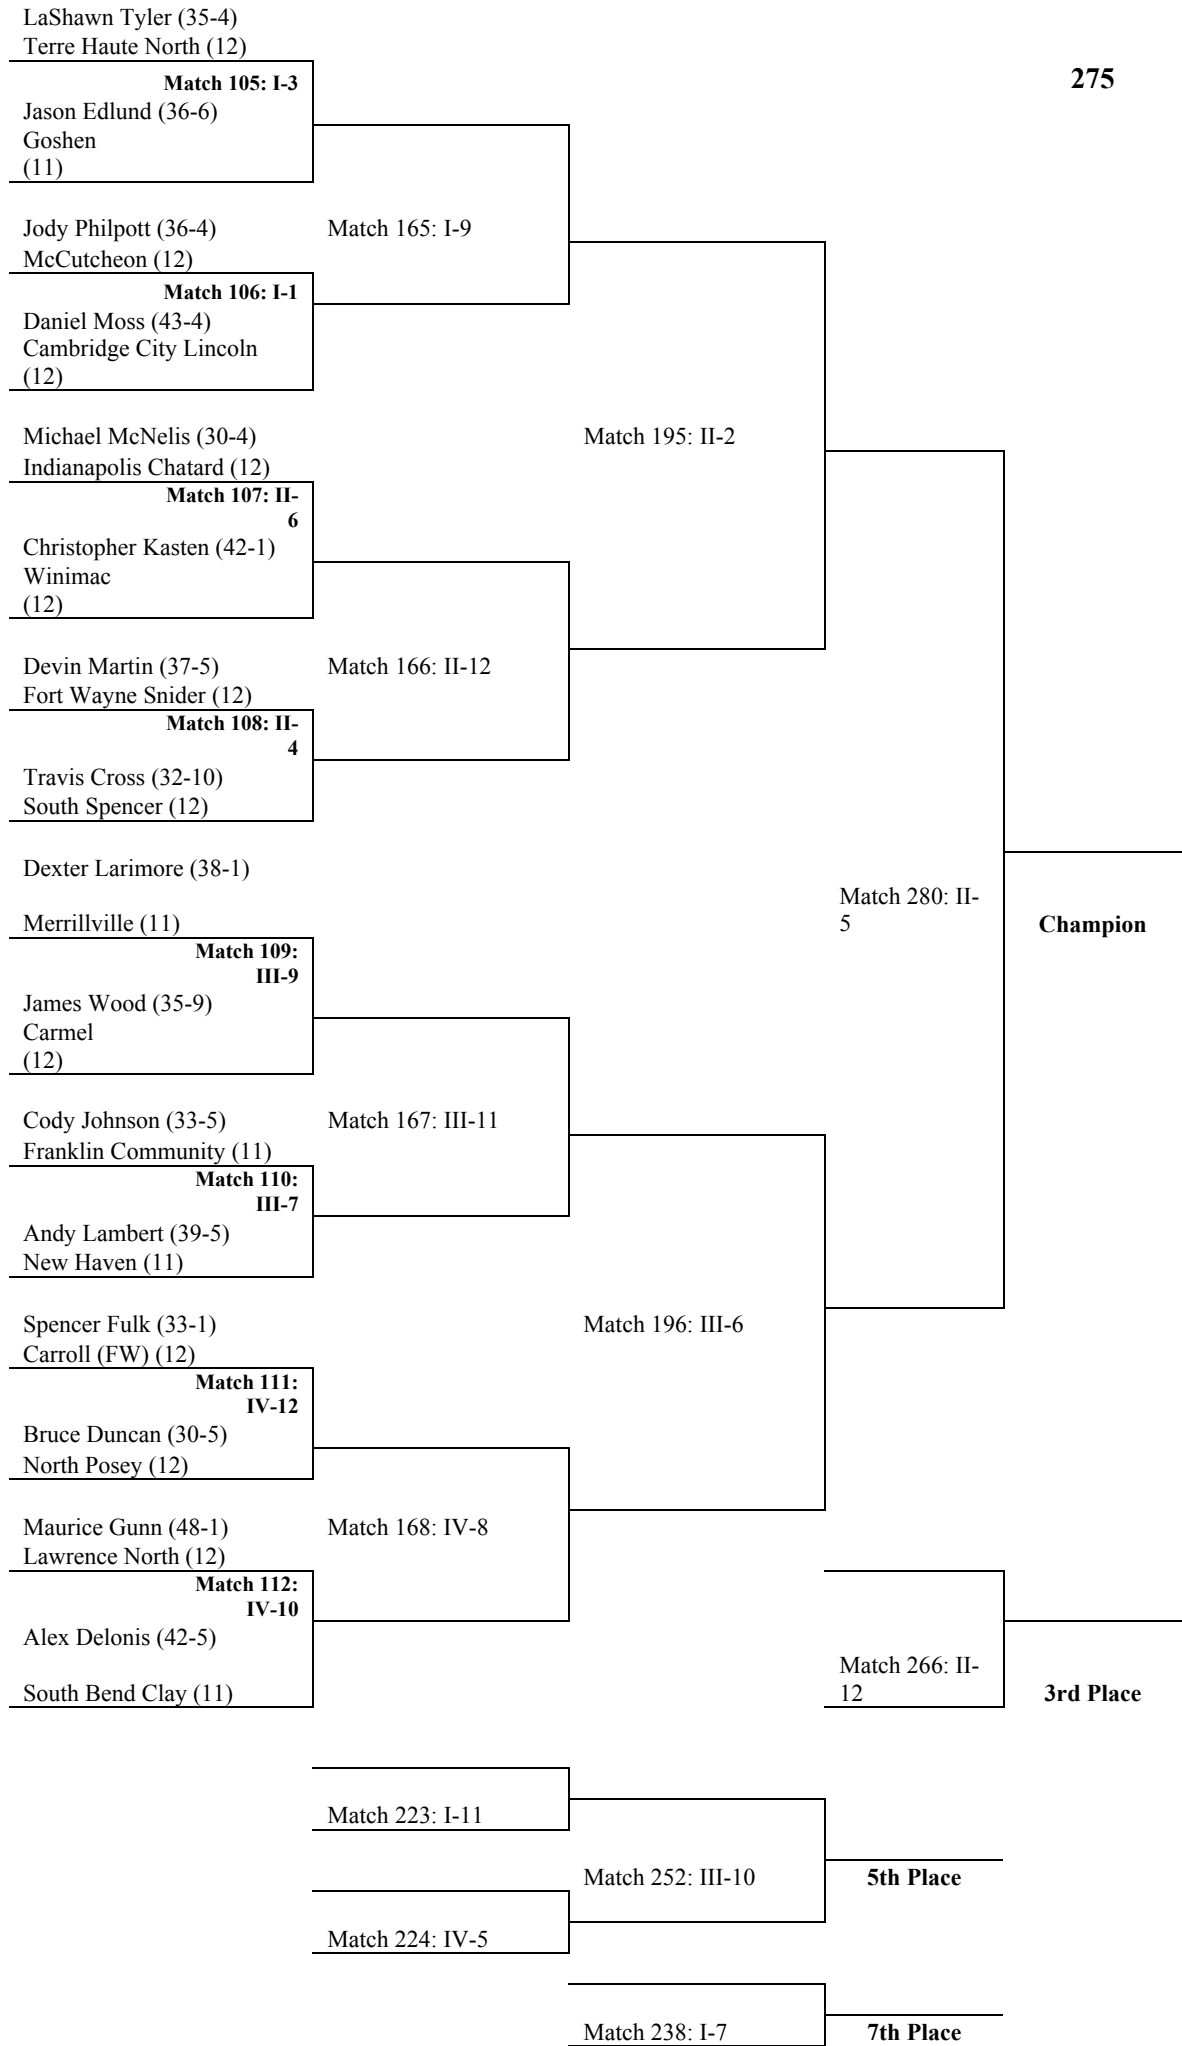 LaShawn Tyler (35-4)
Terre Haute North (12)
Match 105: I-3
275
Jason Edlund (36-6)
Goshen
(11)
Jody Philpott (36-4)
Match 165: I-9
McCutcheon (12)
Match 106: I-1
Daniel Moss (43-4)
Cambridge City Lincoln
(12)
Michael McNelis (30-4)
Match 195: II-2
Indianapolis Chatard (12)
Match 107: II-
6
Christopher Kasten (42-1)
Winimac
(12)
Devin Martin (37-5)
Match 166: II-12
Fort Wayne Snider (12)
Match 108: II-
4
Travis Cross (32-10)
South Spencer (12)
Dexter Larimore (38-1)
Match 280: II-
5
Merrillville (11)
Champion
Match 109:
III-9
James Wood (35-9)
Carmel
(12)
Cody Johnson (33-5)
Match 167: III-11
Franklin Community (11)
Match 110:
III-7
Andy Lambert (39-5)
New Haven (11)
Spencer Fulk (33-1)
Match 196: III-6
Carroll (FW) (12)
Match 111:
IV-12
Bruce Duncan (30-5)
North Posey (12)
Maurice Gunn (48-1)
Match 168: IV-8
Lawrence North (12)
Match 112:
IV-10
Alex Delonis (42-5)
South Bend Clay (11)
Match 266: II-
12
3rd Place
Match 223: I-11
Match 252: III-10
5th Place
Match 224: IV-5
Match 238: I-7
7th Place